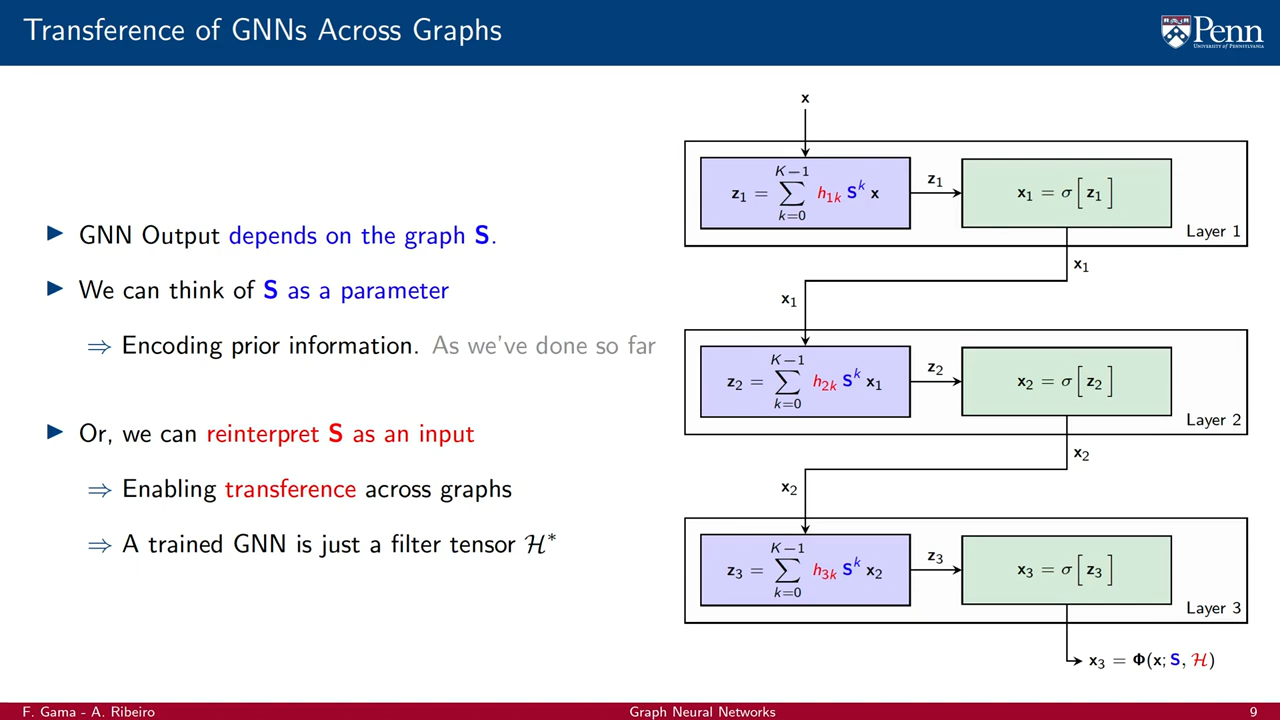 Transference of GNNs Across Graphs
Penn
UNIVERSITY of PENNSYLVANIA
▶ GNN Output depends on the graph S.
▶ We can think of S as a parameter
⇒ Encoding prior information. As we've done so far
▶ Or, we can reinterpret S as an input
⇒ Enabling transference across graphs
⇒ A trained GNN is just a filter tensor ℋ*
x
z₁ = ∑_{k=0}^{K−1} h₁ₖ Sᵏ x
z₁
x₁ = σ[z₁]
Layer 1
x₁
x₁
z₂ = ∑_{k=0}^{K−1} h₂ₖ Sᵏ x₁
z₂
x₂ = σ[z₂]
Layer 2
x₂
x₂
z₃ = ∑_{k=0}^{K−1} h₃ₖ Sᵏ x₂
z₃
x₃ = σ[z₃]
Layer 3
x₃ = Φ(x; S, ℋ)
F. Gama - A. Ribeiro
Graph Neural Networks
9